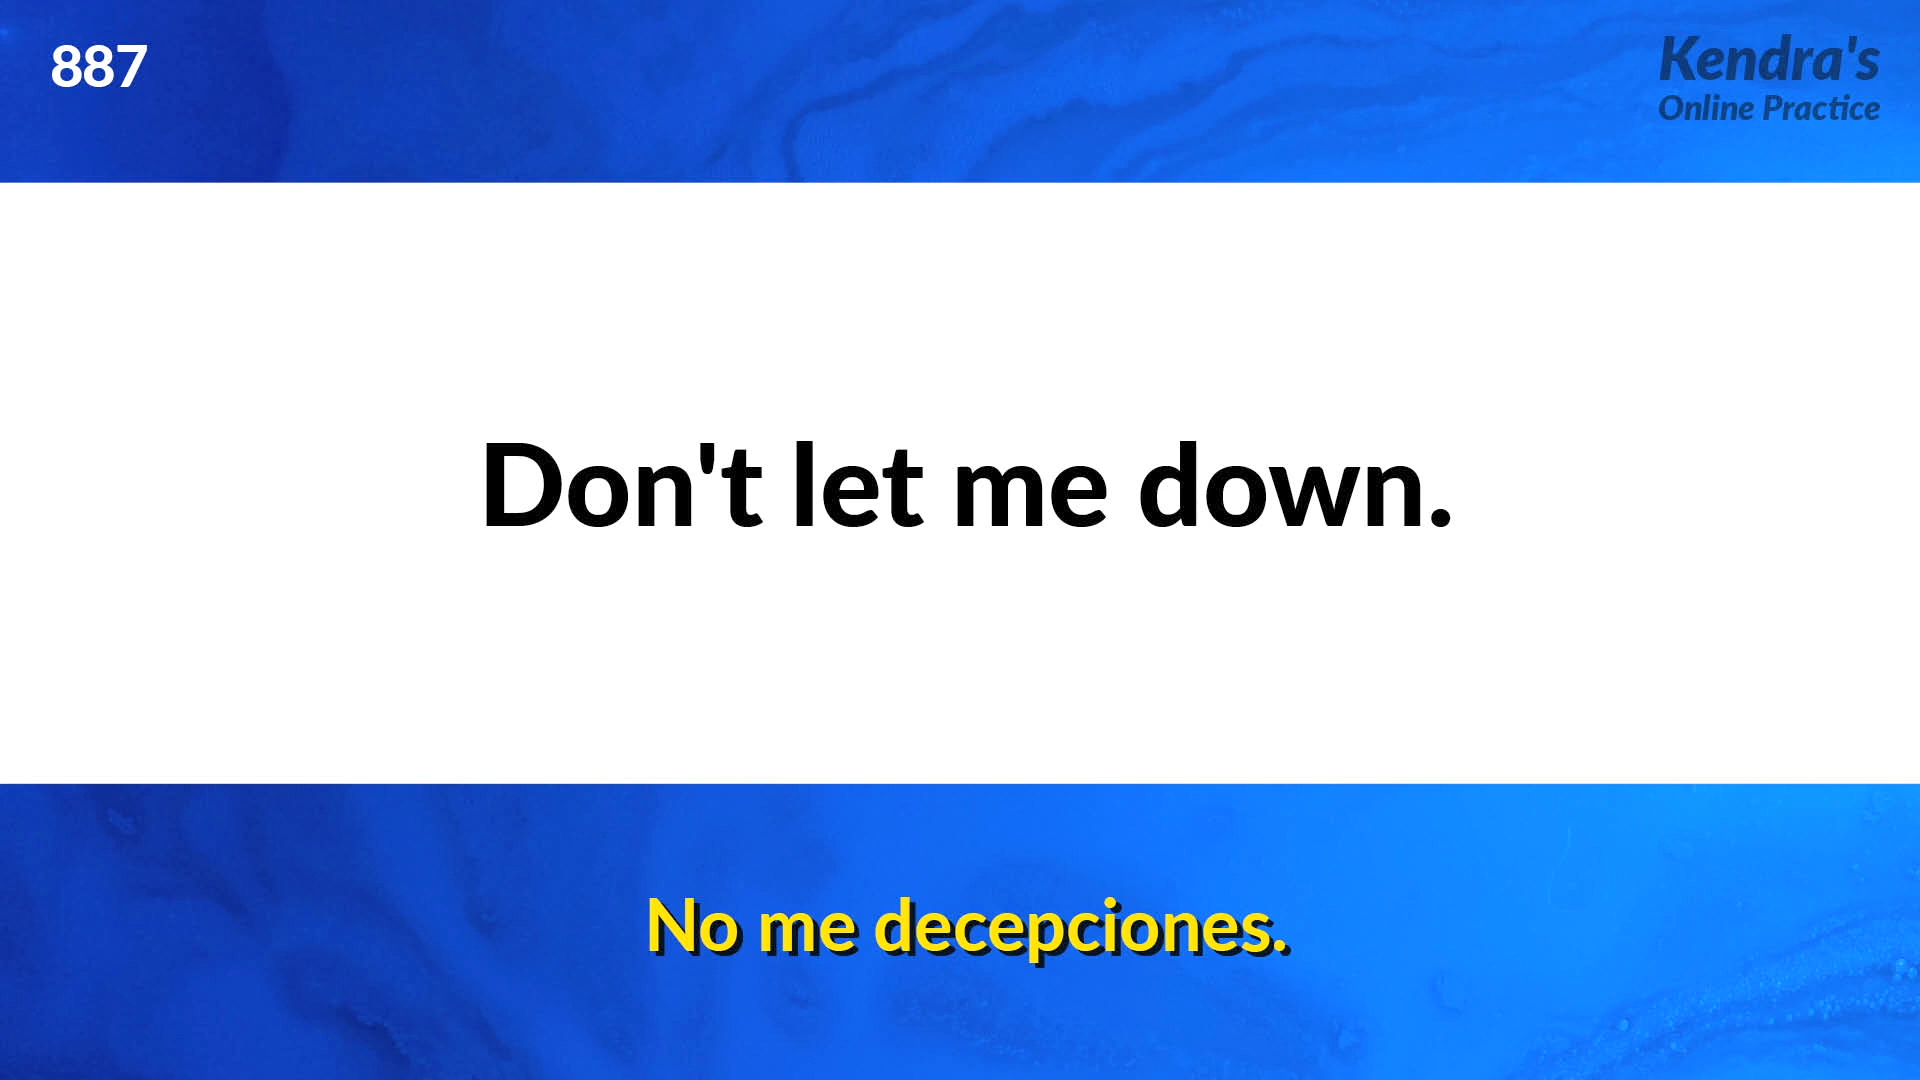 887
Kendra's
Online Practice
Don't let me down.
No me decepciones.